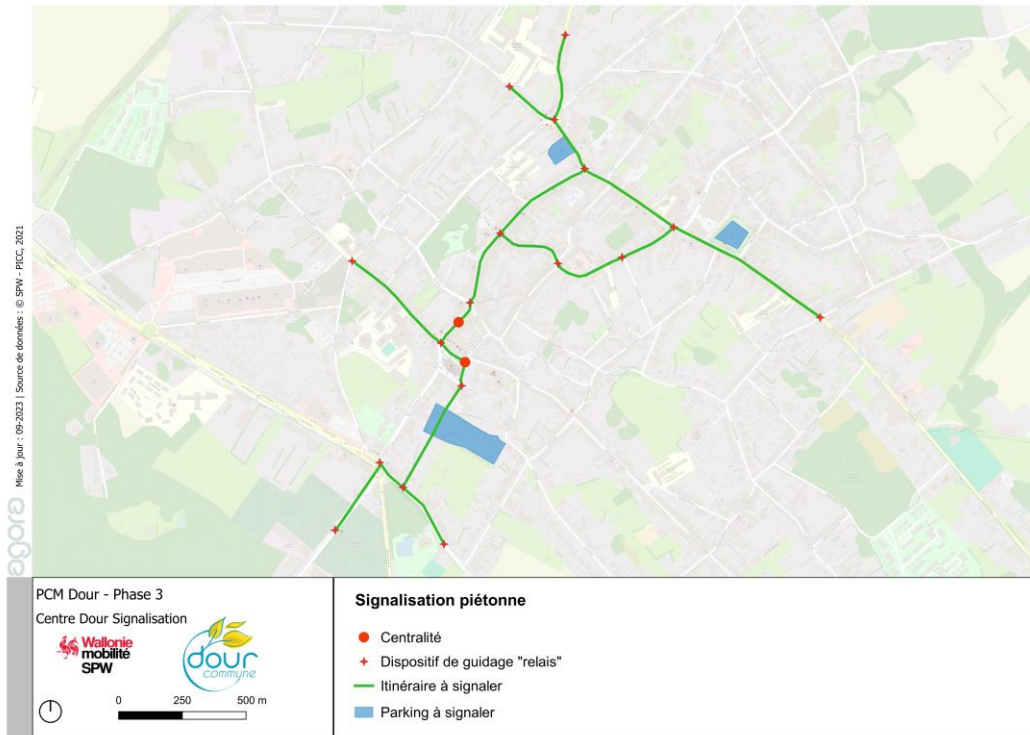 Mise à jour : 09-2023 | Source de données : © SPW - PICC, 2021
agora
PCM Dour - Phase 3
Centre Dour Signalisation
Wallonie
mobilité
SPW
dour
commune
0 250 500 m
Signalisation piétonne
Centralité
Dispositif de guidage "relais"
Itinéraire à signaler
Parking à signaler